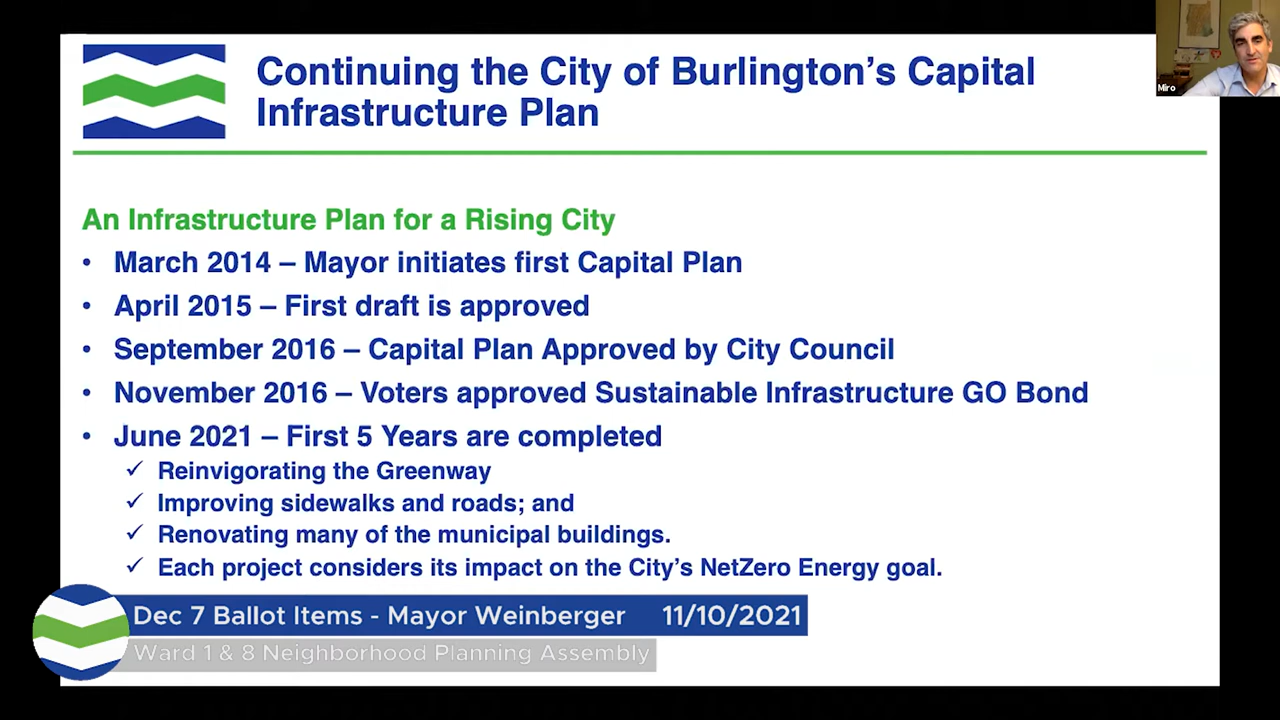 Continuing the City of Burlington's Capital
Infrastructure Plan
Miro
An Infrastructure Plan for a Rising City
• March 2014 – Mayor initiates first Capital Plan
• April 2015 – First draft is approved
• September 2016 – Capital Plan Approved by City Council
• November 2016 – Voters approved Sustainable Infrastructure GO Bond
• June 2021 – First 5 Years are completed
✓ Reinvigorating the Greenway
✓ Improving sidewalks and roads; and
✓ Renovating many of the municipal buildings.
✓ Each project considers its impact on the City's NetZero Energy goal.
Dec 7 Ballot Items - Mayor Weinberger 11/10/2021
Ward 1 & 8 Neighborhood Planning Assembly